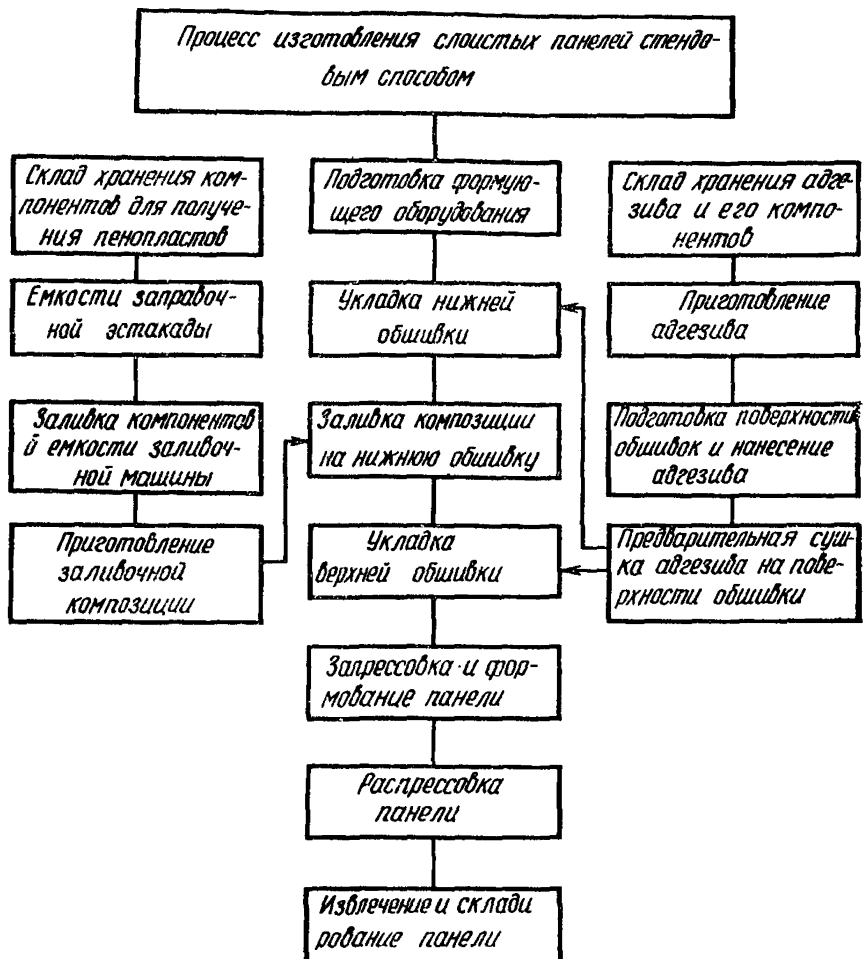 Процесс изготовления слоистых панелей стендо-
вым способом
Склад хранения ком-
понентов для получе-
ния пенопластов
Подготовка формую-
щего оборудования
Склад хранения адге-
зива и его компо-
нентов
Емкости заправоч-
ной эстакады
Укладка нижней
обшивки
Приготовление
адгезива
Заливка компонентов
в емкости заливоч-
ной машины
Заливка композиции
на нижнюю обшивку
Подготовка поверхности
обшивок и нанесение
адгезива
Приготовление
заливочной
композиции
Укладка
верхней обшивки
Предварительная суш-
ка адгезива на пове-
рхности обшивки
Запрессовка и фор-
мование панели
Распрессовка
панели
Извлечение и склади
рование панели